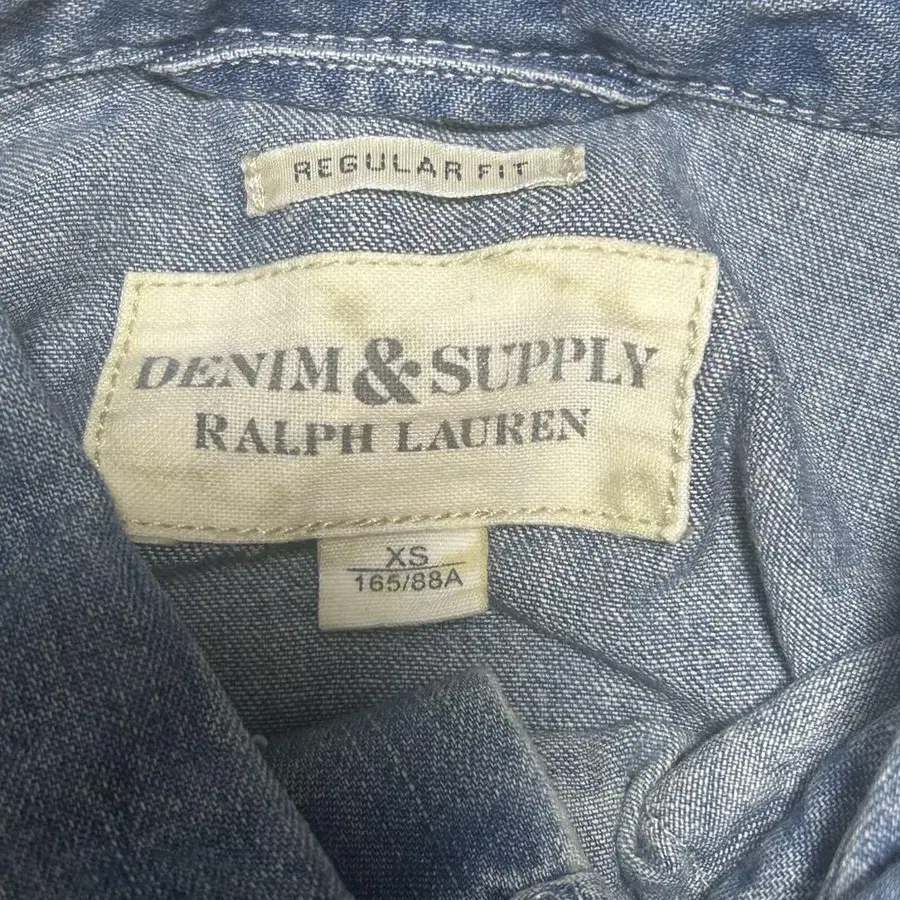 REGULAR FIT
DENIM & SUPPLY
RALPH LAUREN
XS
165/88A